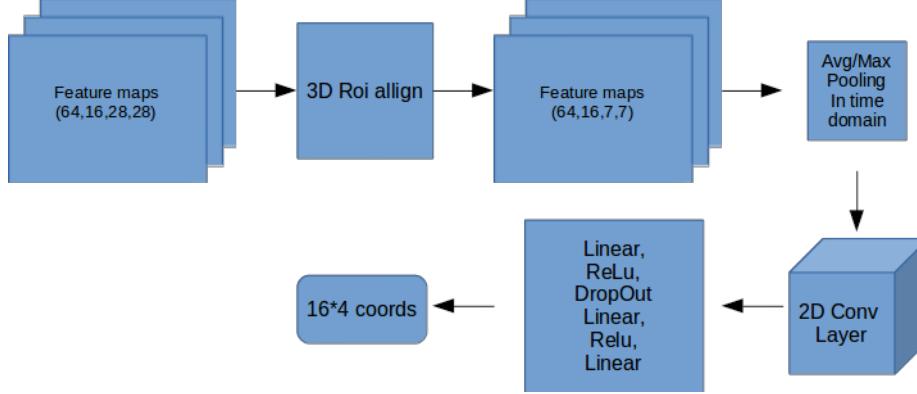 Feature maps
(64,16,28,28)
3D Roi allign
Feature maps
(64,16,7,7)
Avg/Max
Pooling
In time
domain
2D Conv
Layer
Linear,
ReLu,
DropOut
Linear,
Relu,
Linear
16*4 coords